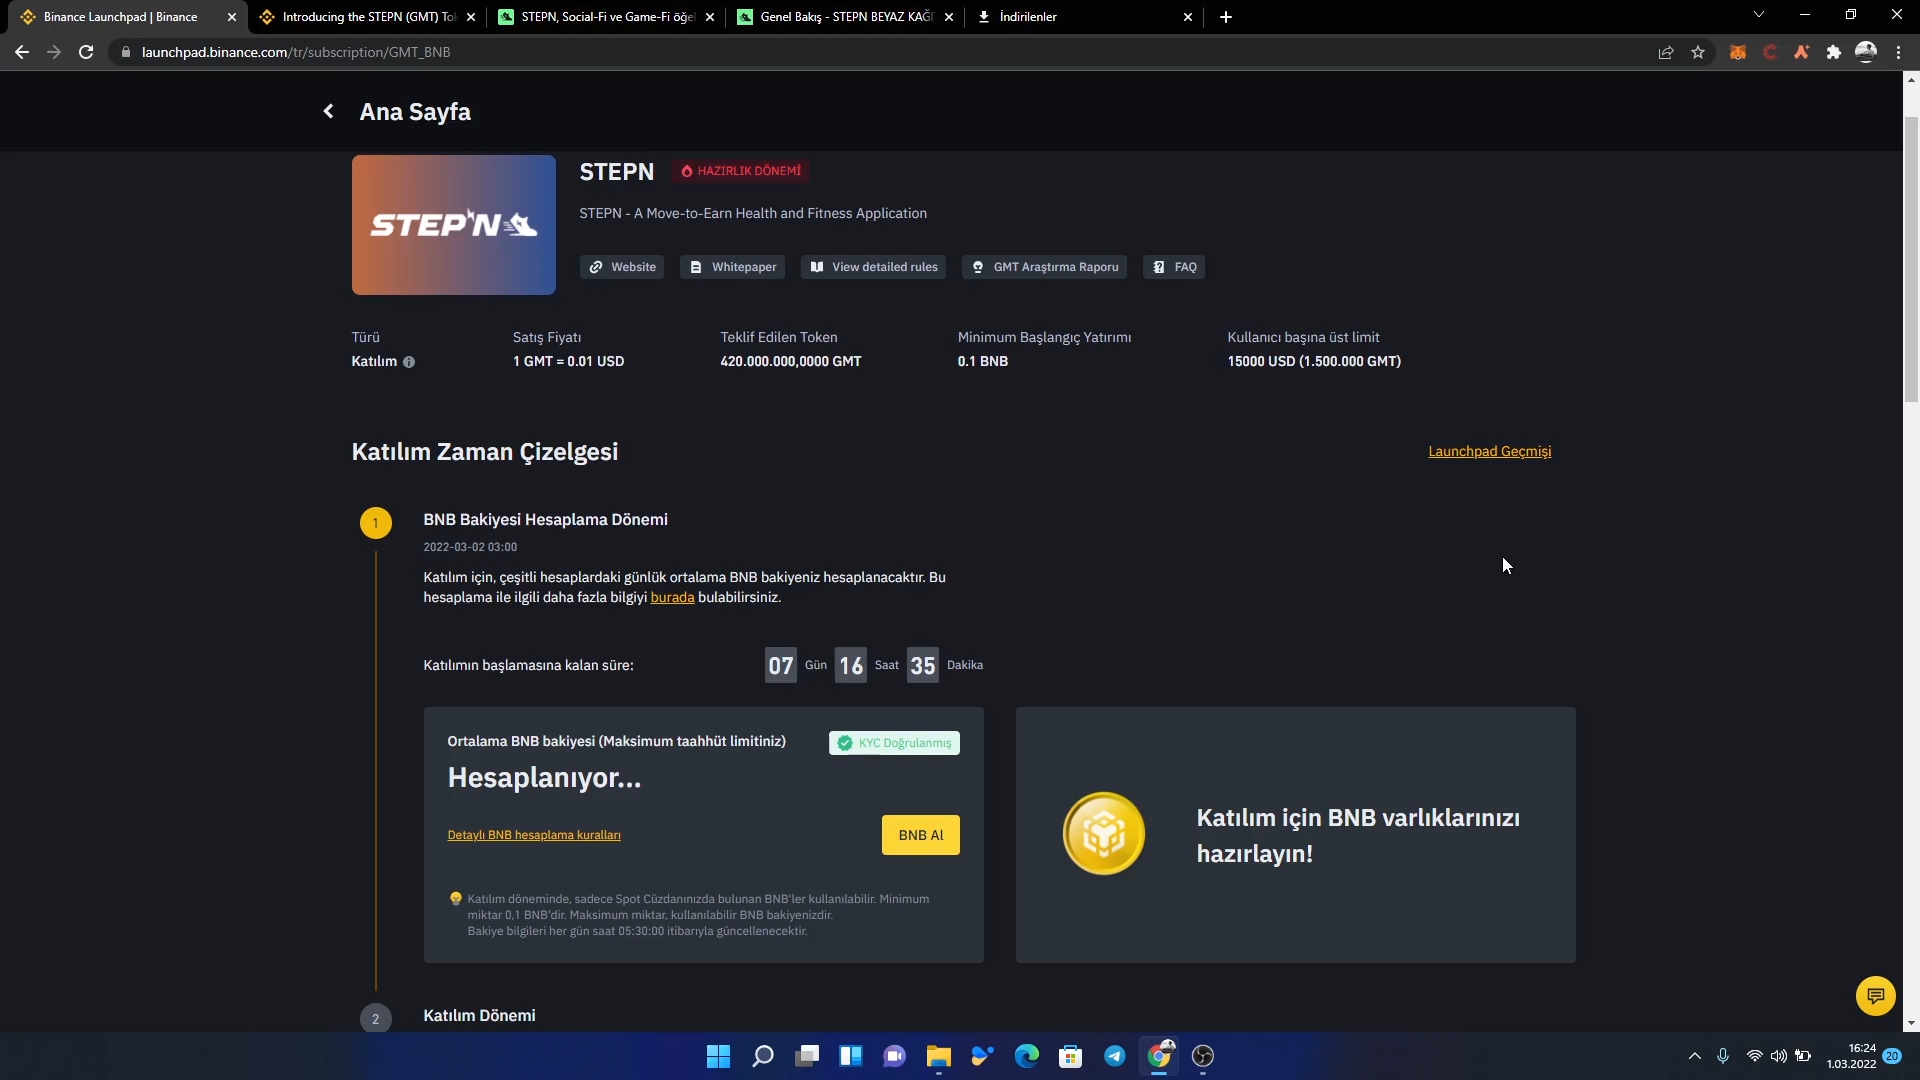 Binance Launchpad | Binance
Introducing the STEPN (GMT) Tok
STEPN, Social-Fi ve Game-Fi öğel
Genel Bakış - STEPN BEYAZ KAĞI
İndirilenler
launchpad.binance.com/tr/subscription/GMT_BNB
Ana Sayfa
STEP'N
STEPN
HAZIRLIK DÖNEMİ
STEPN - A Move-to-Earn Health and Fitness Application
Website
Whitepaper
View detailed rules
GMT Araştırma Raporu
FAQ
Türü
Satış Fiyatı
Teklif Edilen Token
Minimum Başlangıç Yatırımı
Kullanıcı başına üst limit
Katılım
1 GMT = 0.01 USD
420.000.000,0000 GMT
0.1 BNB
15000 USD (1.500.000 GMT)
Katılım Zaman Çizelgesi
Launchpad Geçmişi
1
BNB Bakiyesi Hesaplama Dönemi
2022-03-02 03:00
Katılım için, çeşitli hesaplardaki günlük ortalama BNB bakiyeniz hesaplanacaktır. Bu
hesaplama ile ilgili daha fazla bilgiyi burada bulabilirsiniz.
Katılımın başlamasına kalan süre:
07 Gün 16 Saat 35 Dakika
Ortalama BNB bakiyesi (Maksimum taahhüt limitiniz)
KYC Doğrulanmış
Hesaplanıyor...
Detaylı BNB hesaplama kuralları
BNB Al
Katılım döneminde, sadece Spot Cüzdanınızda bulunan BNB'ler kullanılabilir. Minimum
miktar 0,1 BNB'dir. Maksimum miktar, kullanılabilir BNB bakiyenizdir.
Bakiye bilgileri her gün saat 05:30:00 itibarıyla güncellenecektir.
Katılım için BNB varlıklarınızı
hazırlayın!
2
Katılım Dönemi
16:24
1.03.2022
20